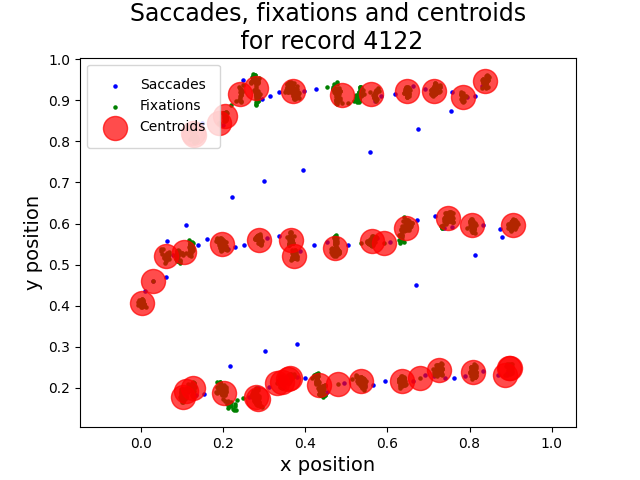 Saccades, fixations and centroids
for record 4122
Saccades
Fixations
Centroids
y position
1.0
0.9
0.8
0.7
0.6
0.5
0.4
0.3
0.2
0.0
0.2
0.4
0.6
0.8
1.0
x position